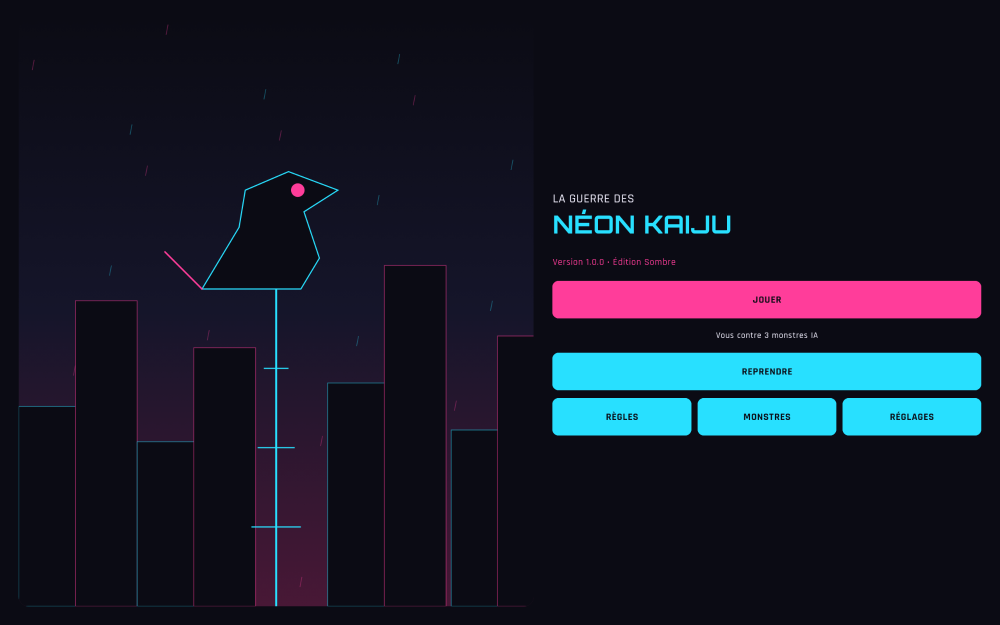 LA GUERRE DES
NÉON KAIJU
Version 1.0.0 · Édition Sombre
JOUER
Vous contre 3 monstres IA
REPRENDRE
RÈGLES
MONSTRES
RÉGLAGES